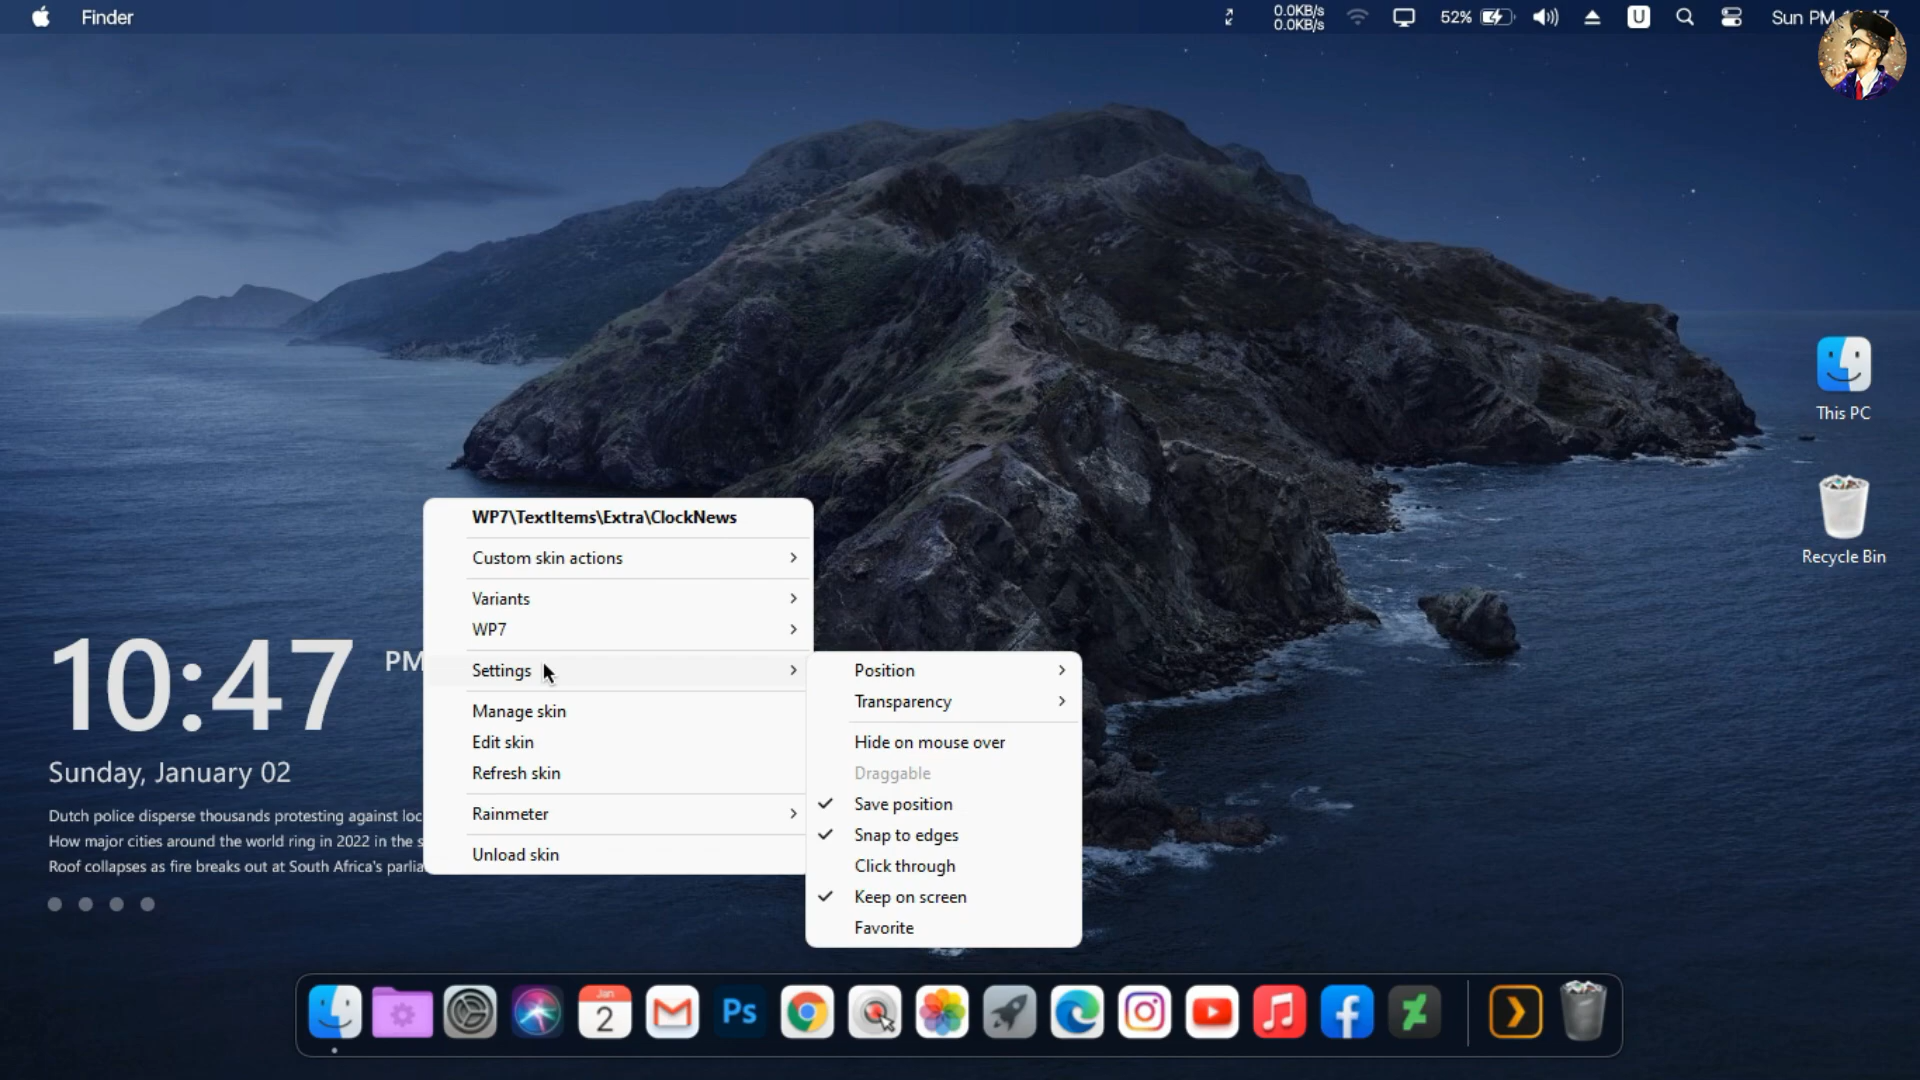 Finder
0.0KB/s
0.0KB/s
52%
U
Sun PM
This PC
Recycle Bin
10:47 PM
Sunday, January 02
Dutch police disperse thousands protesting against loc
How major cities around the world ring in 2022 in the s
Roof collapses as fire breaks out at South Africa's parlia
WP7\TextItems\Extra\ClockNews
Custom skin actions
Variants
WP7
Settings
Manage skin
Edit skin
Refresh skin
Rainmeter
Unload skin
Position
Transparency
Hide on mouse over
Draggable
Save position
Snap to edges
Click through
Keep on screen
Favorite
Jan
2
Ps